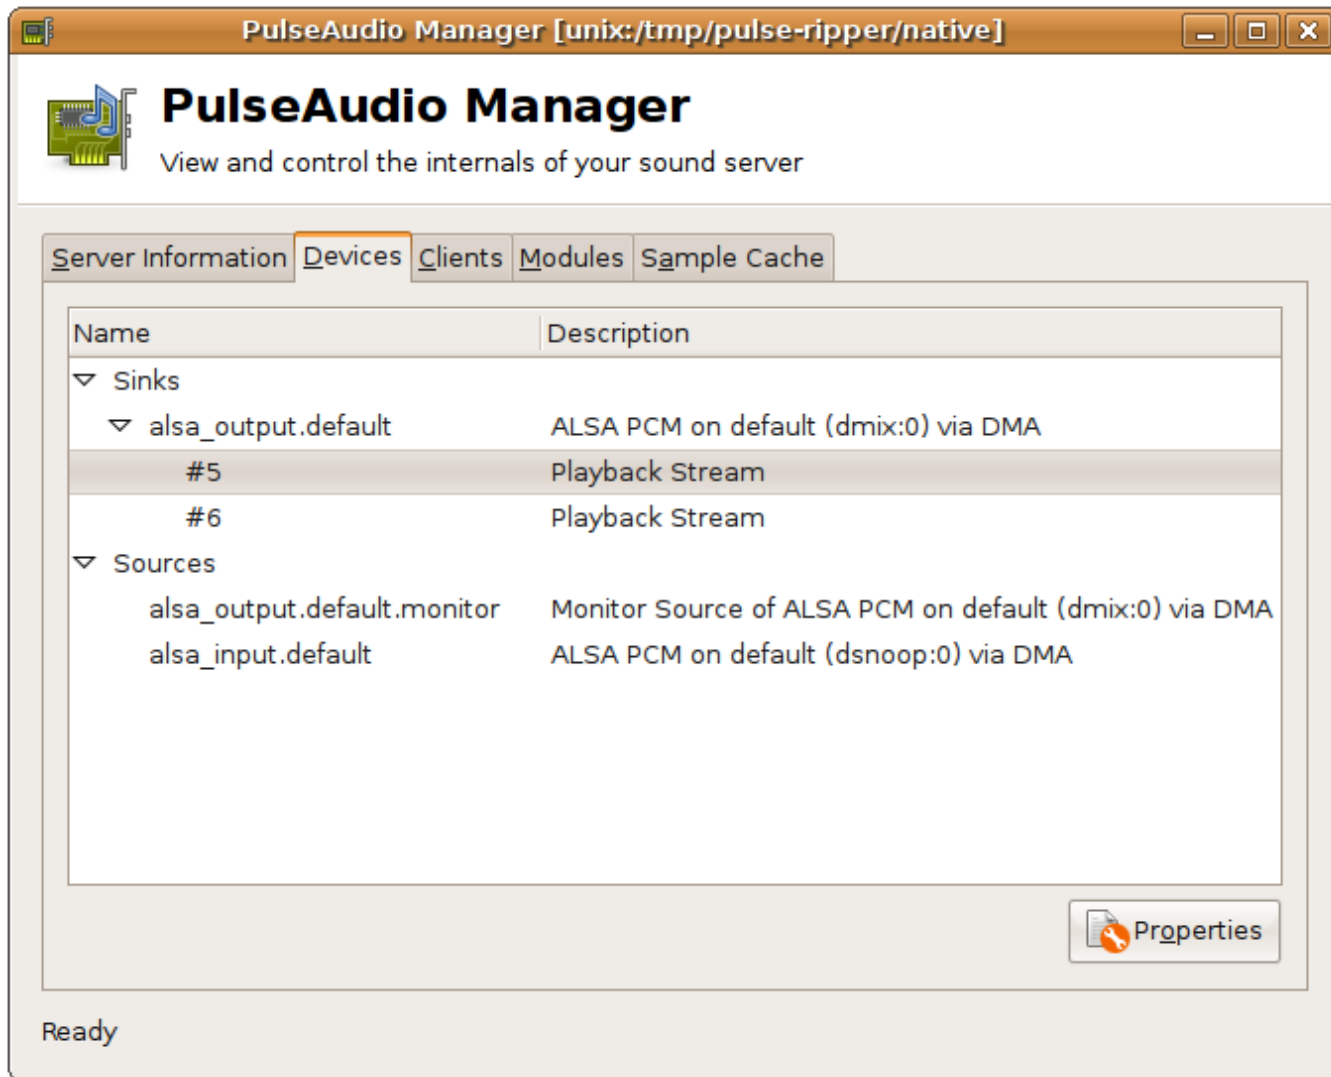 PulseAudio Manager [unix:/tmp/pulse-ripper/native]
PulseAudio Manager
View and control the internals of your sound server
Server Information Devices Clients Modules Sample Cache
Name Description
Sinks
alsa_output.default ALSA PCM on default (dmix:0) via DMA
#5 Playback Stream
#6 Playback Stream
Sources
alsa_output.default.monitor Monitor Source of ALSA PCM on default (dmix:0) via DMA
alsa_input.default ALSA PCM on default (dsnoop:0) via DMA
Properties
Ready